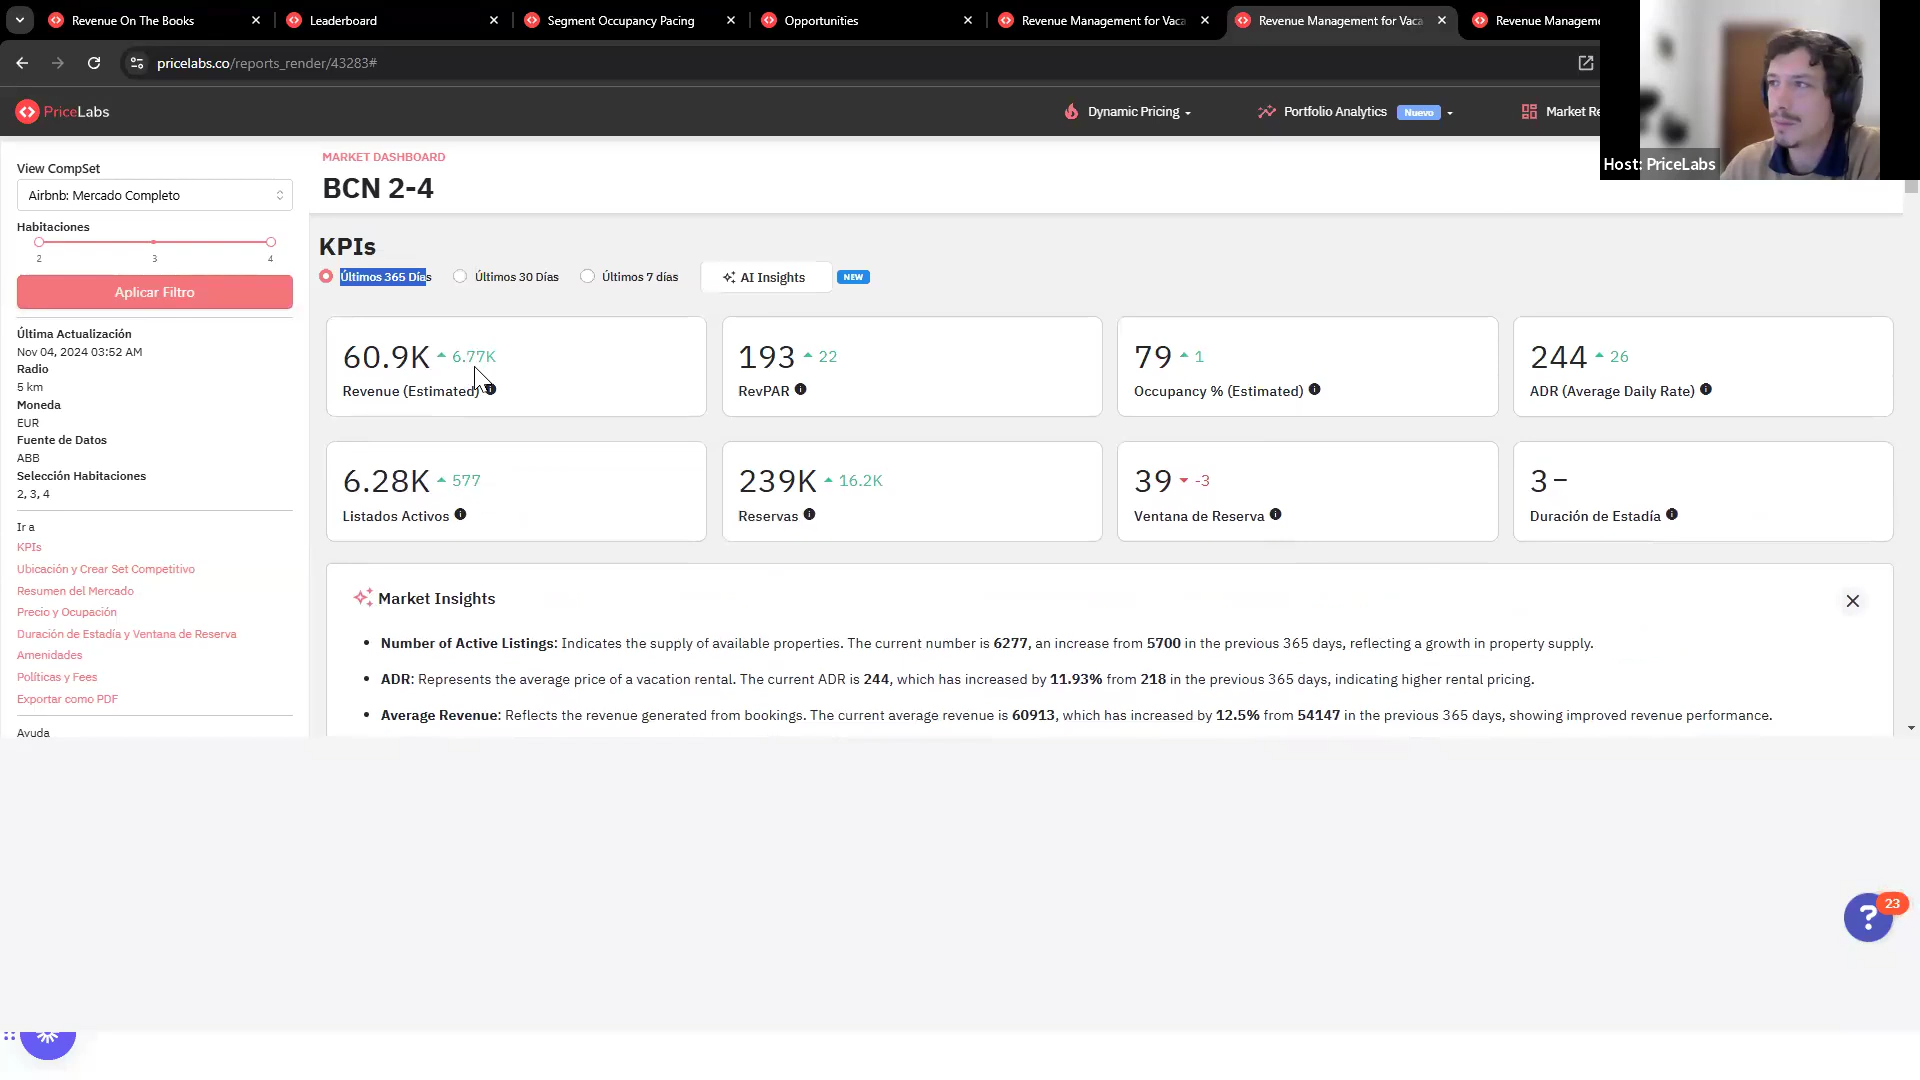 Revenue On The Books
Leaderboard
Segment Occupancy Pacing
Opportunities
Revenue Management for Vaca
Revenue Management for Vaca
Revenue Manageme
pricelabs.co/reports_render/43283#
PriceLabs
Dynamic Pricing
Portfolio Analytics
Nuevo
Market Re
Host: PriceLabs
View CompSet
Airbnb: Mercado Completo
Habitaciones
2
3
4
Aplicar Filtro
Última Actualización
Nov 04, 2024 03:52 AM
Radio
5 km
Moneda
EUR
Fuente de Datos
ABB
Selección Habitaciones
2, 3, 4
Ir a
KPIs
Ubicación y Crear Set Competitivo
Resumen del Mercado
Precio y Ocupación
Duración de Estadía y Ventana de Reserva
Amenidades
Políticas y Fees
Exportar como PDF
Ayuda
MARKET DASHBOARD
BCN 2-4
KPIs
Últimos 365 Días
Últimos 30 Días
Últimos 7 días
AI Insights
NEW
60.9K 6.77K
Revenue (Estimated)
193 22
RevPAR
79 1
Occupancy % (Estimated)
244 26
ADR (Average Daily Rate)
6.28K 577
Listados Activos
239K 16.2K
Reservas
39 -3
Ventana de Reserva
3 –
Duración de Estadía
Market Insights
Number of Active Listings: Indicates the supply of available properties. The current number is 6277, an increase from 5700 in the previous 365 days, reflecting a growth in property supply.
ADR: Represents the average price of a vacation rental. The current ADR is 244, which has increased by 11.93% from 218 in the previous 365 days, indicating higher rental pricing.
Average Revenue: Reflects the revenue generated from bookings. The current average revenue is 60913, which has increased by 12.5% from 54147 in the previous 365 days, showing improved revenue performance.
23
?